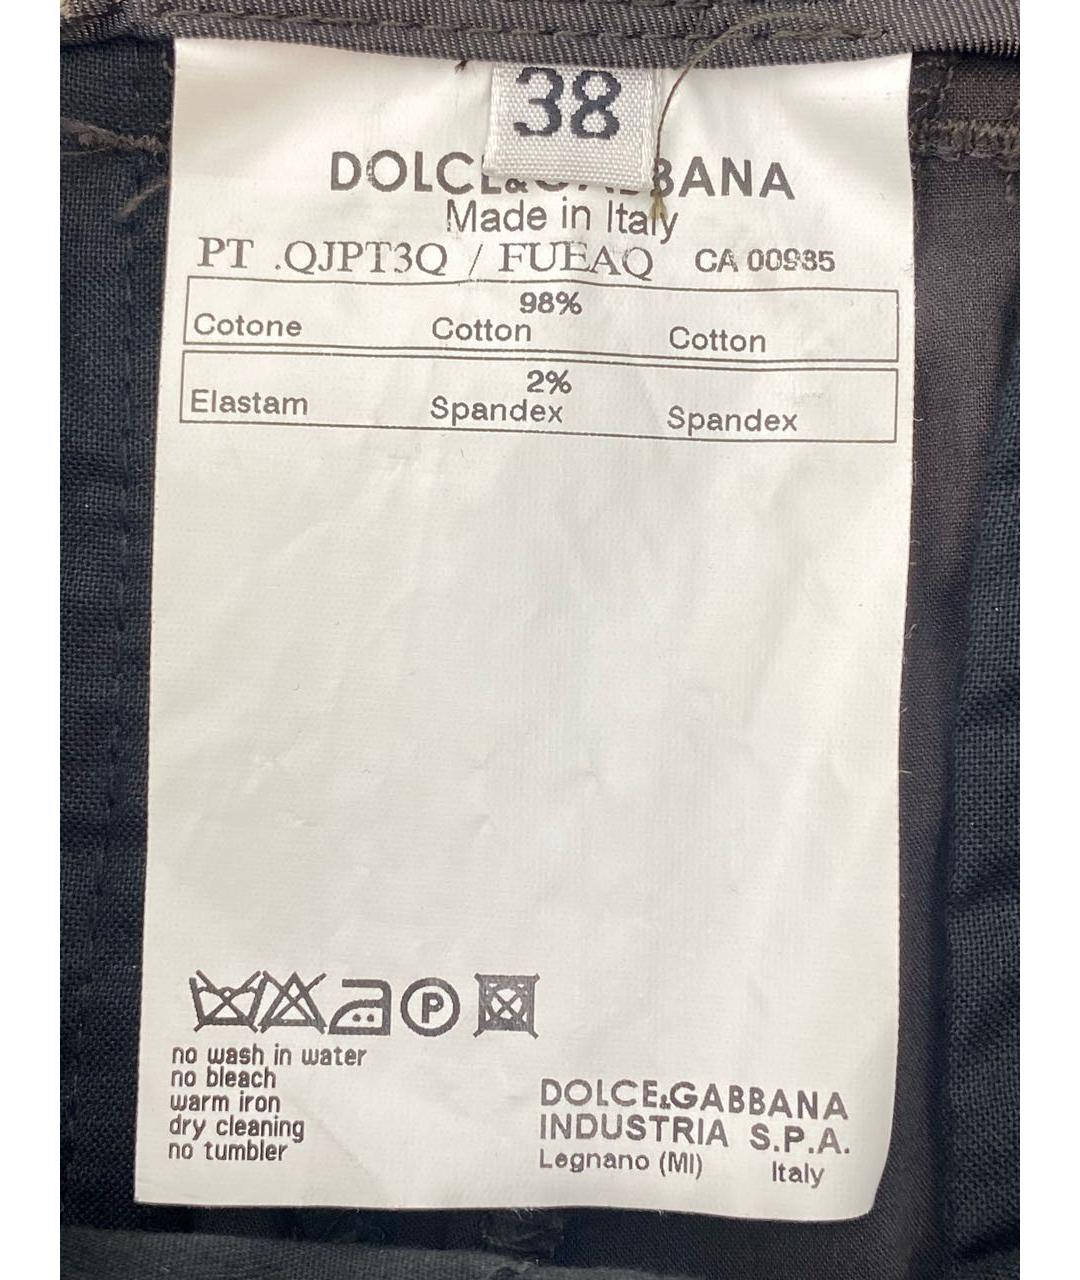 38
DOLCE&GABBANA
Made in Italy
PT .QJPT3Q / FUEAQ CA 00935
98%
Cotone Cotton Cotton
2%
Elastam Spandex Spandex
P
no wash in water
no bleach
warm iron
dry cleaning
no tumbler
DOLCE&GABBANA
INDUSTRIA S.P.A.
Legnano (MI) Italy